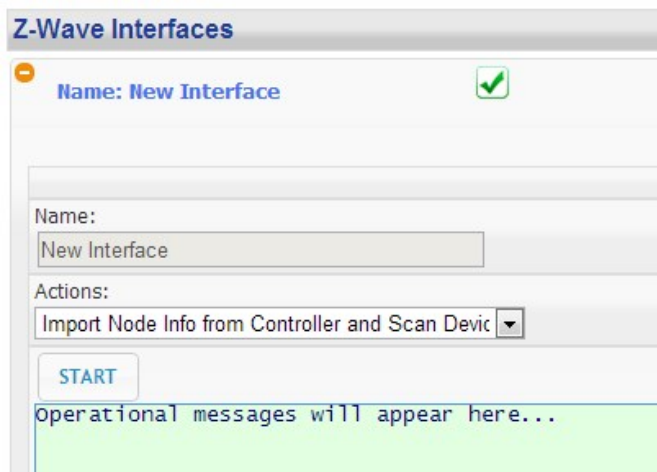 Z-Wave Interfaces
Name: New Interface
Name:
New Interface
Actions:
Import Node Info from Controller and Scan Devic
START
Operational messages will appear here...